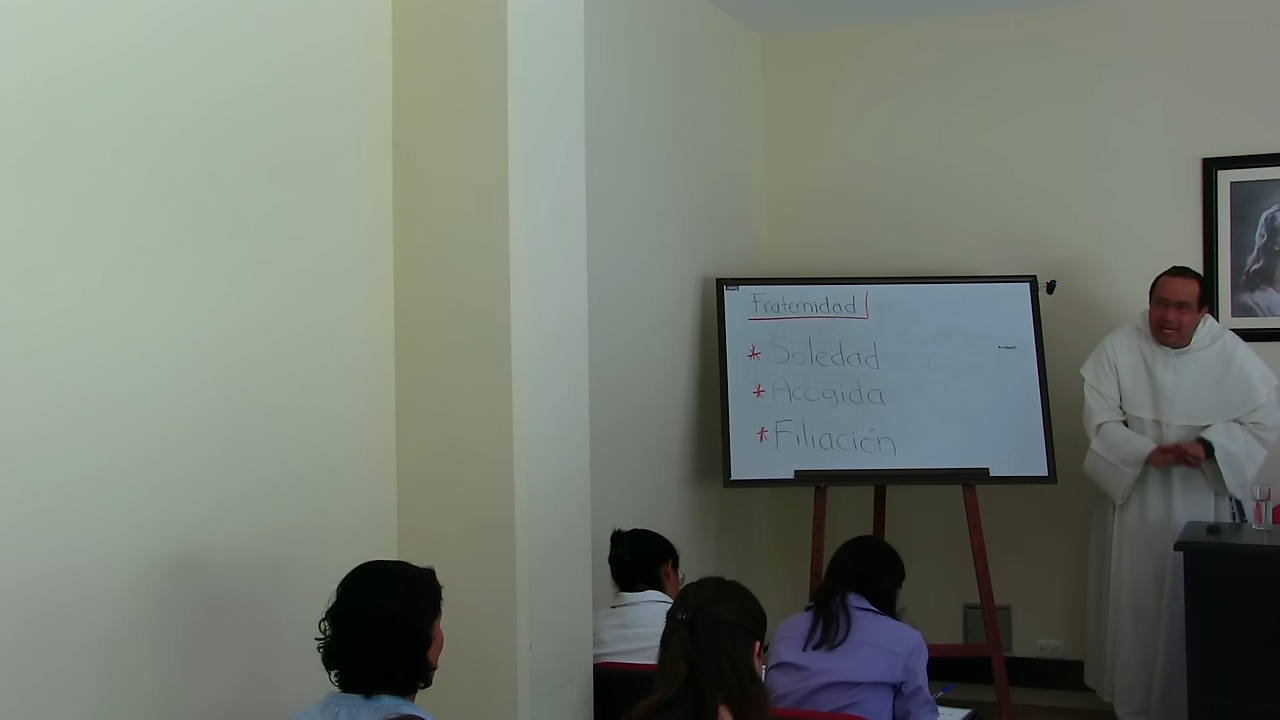 Fraternidad
* Soledad
* Acogida
* Filiación